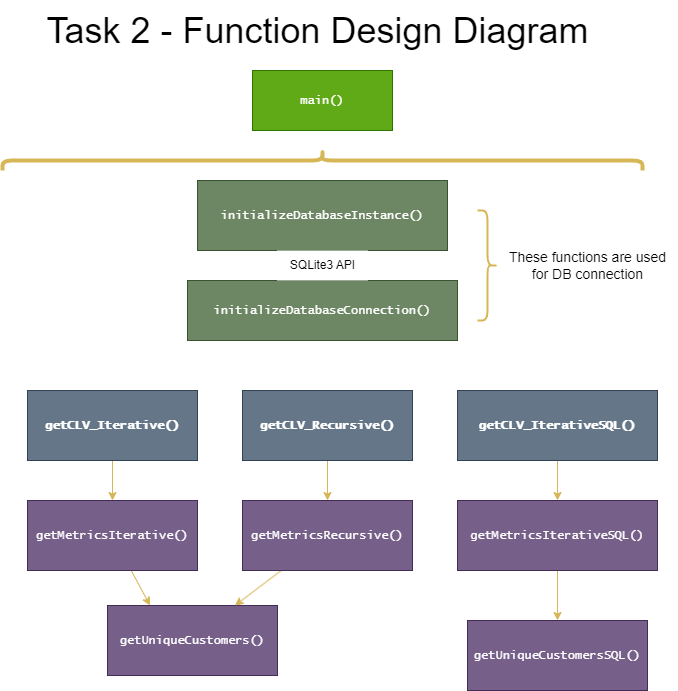 Task 2 - Function Design Diagram
main()
initializeDatabaseInstance()
SQLite3 API
These functions are used
for DB connection
initializeDatabaseConnection()
getCLV_Iterative()
getCLV_Recursive()
getCLV_IterativeSQL()
getMetricsIterative()
getMetricsRecursive()
getMetricsIterativeSQL()
getUniqueCustomers()
getUniqueCustomersSQL()